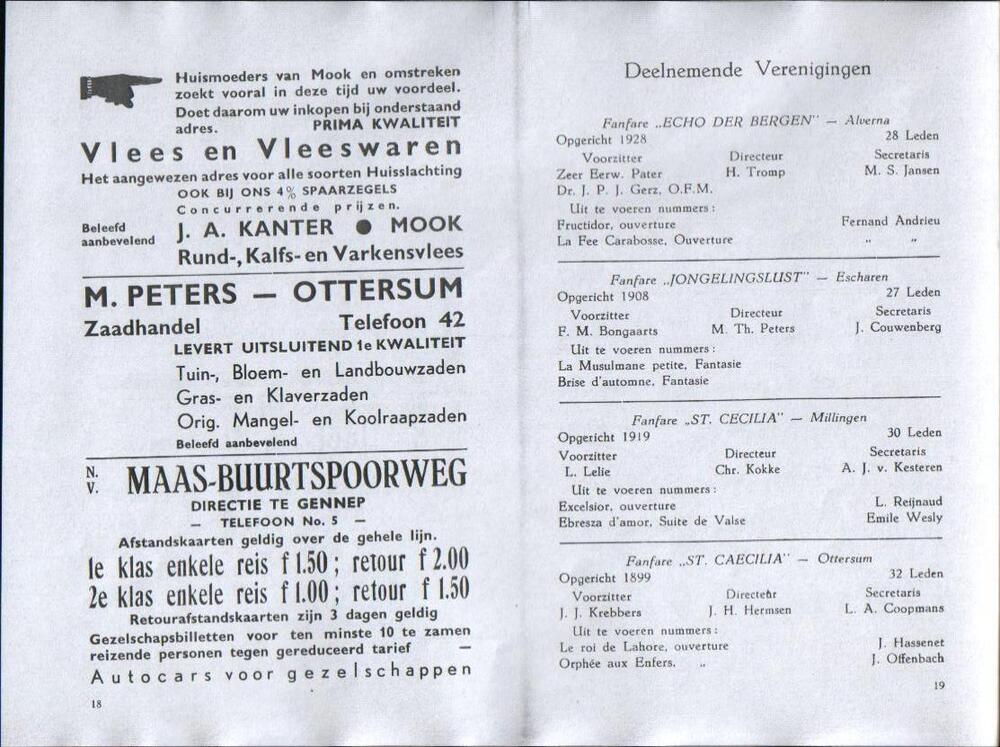 Huismoeders van Mook en omstreken
zoekt vooral in deze tijd uw voordeel.
Doet daarom uw inkopen bij onderstaand
adres. PRIMA KWALITEIT
Vlees en Vleeswaren
Het aangewezen adres voor alle soorten Huisslachting
OOK BIJ ONS 4% SPAARZEGELS
Concurrerende prijzen.
Beleefd aanbevelend J. A. KANTER ● MOOK
Rund-, Kalfs- en Varkensvlees
M. PETERS — OTTERSUM
Zaadhandel Telefoon 42
LEVERT UITSLUITEND 1e KWALITEIT
Tuin-, Bloem- en Landbouwzaden
Gras- en Klaverzaden
Orig. Mangel- en Koolraapzaden
Beleefd aanbevelend
N. V. MAAS-BUURTSPOORWEG
DIRECTIE TE GENNEP
— TELEFOON No. 5 —
Afstandskaarten geldig over de gehele lijn.
1e klas enkele reis f 1.50 ; retour f 2.00
2e klas enkele reis f 1.00 ; retour f 1.50
Retourafstandskaarten zijn 3 dagen geldig
Gezelschapsbilletten voor ten minste 10 te zamen
reizende personen tegen gereduceerd tarief —
Autocars voor gezelschappen
18
Deelnemende Verenigingen
Fanfare „ECHO DER BERGEN" — Alverna
Opgericht 1928 28 Leden
Voorzitter Directeur Secretaris
Zeer Eerw. Pater H. Tromp M. S. Jansen
Dr. J. P. J. Gerz, O.F.M.
Uit te voeren nummers :
Fructidor, ouverture Fernand Andrieu
La Fee Carabosse, Ouverture „ „
Fanfare „JONGELINGSLUST" — Escharen
Opgericht 1908 27 Leden
Voorzitter Directeur Secretaris
F. M. Bongaarts M. Th. Peters J. Couwenberg
Uit te voeren nummers :
La Musulmane petite, Fantasie
Brise d'automne, Fantasie
Fanfare „ST. CECILIA" — Millingen
Opgericht 1919 30 Leden
Voorzitter Directeur Secretaris
L. Lelie Chr. Kokke A. J. v. Kesteren
Uit te voeren nummers :
Excelsior, ouverture L. Reijnaud
Ebresza d'amor, Suite de Valse Emile Wesly
Fanfare „ST. CAECILIA" — Ottersum
Opgericht 1899 32 Leden
Voorzitter Directeur Secretaris
J. J. Krebbers J. H. Hermsen L. A. Coopmans
Uit te voeren nummers :
Le roi de Lahore, ouverture J. Hassenet
Orphée aux Enfers, „ J. Offenbach
19